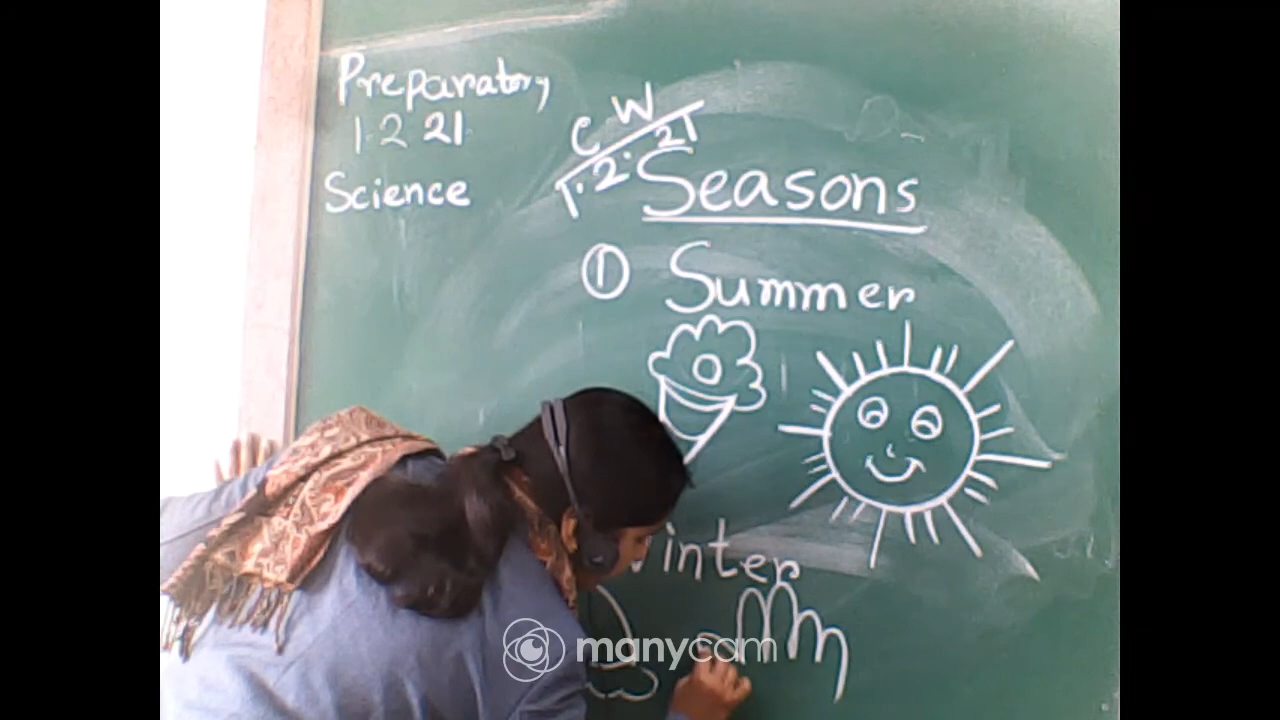 Preparatory
1.2 21.
Science
C W
1.2.21
Seasons
① Summer
inter
manycam